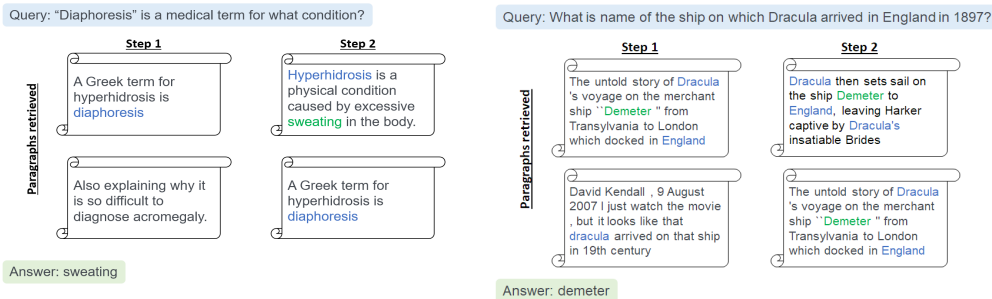 Query: “Diaphoresis” is a medical term for what condition?
Step 1
Step 2
Paragraphs retrieved
A Greek term for
hyperhidrosis is
diaphoresis
Hyperhidrosis is a
physical condition
caused by excessive
sweating in the body.
Also explaining why it
is so difficult to
diagnose acromegaly.
A Greek term for
hyperhidrosis is
diaphoresis
Answer: sweating
Query: What is name of the ship on which Dracula arrived in England in 1897?
Step 1
Step 2
Paragraphs retrieved
The untold story of Dracula
's voyage on the merchant
ship ``Demeter '' from
Transylvania to London
which docked in England
Dracula then sets sail on
the ship Demeter to
England, leaving Harker
captive by Dracula's
insatiable Brides
David Kendall , 9 August
2007 I just watch the movie
, but it looks like that
dracula arrived on that ship
in 19th century
The untold story of Dracula
's voyage on the merchant
ship ``Demeter '' from
Transylvania to London
which docked in England
Answer: demeter